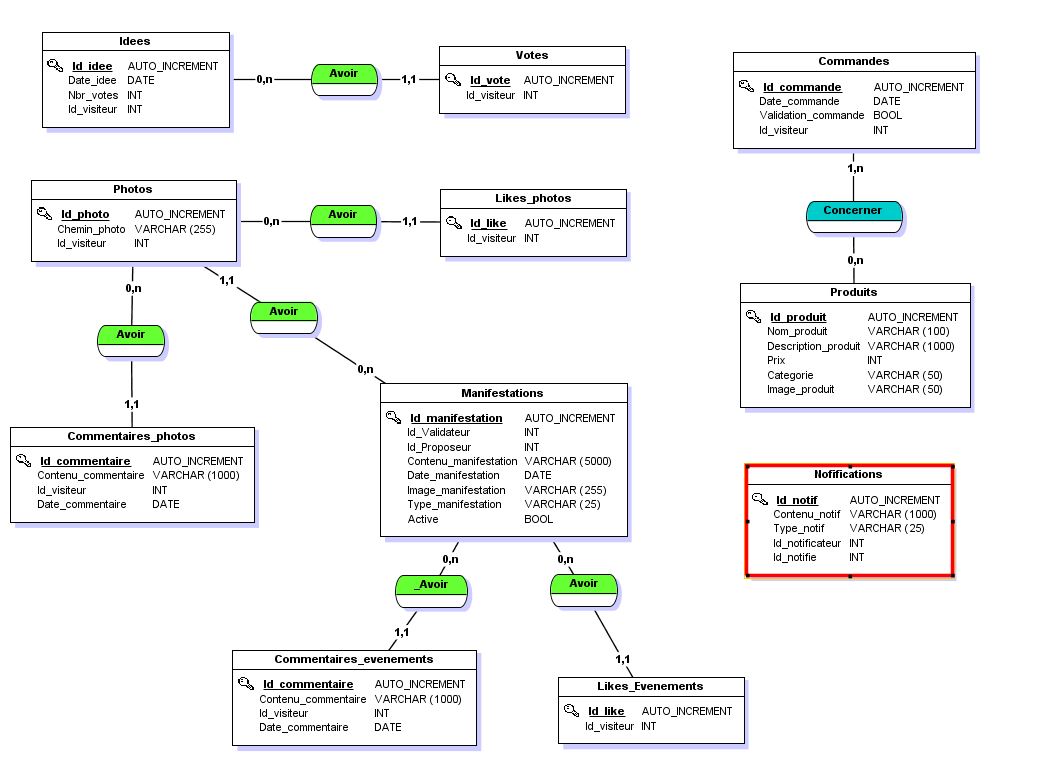 Idees
Id_idee AUTO_INCREMENT
Date_idee DATE
Nbr_votes INT
Id_visiteur INT
0,n
Avoir
1,1
Votes
Id_vote AUTO_INCREMENT
Id_visiteur INT
Commandes
Id_commande AUTO_INCREMENT
Date_commande DATE
Validation_commande BOOL
Id_visiteur INT
1,n
Concerner
0,n
Produits
Id_produit AUTO_INCREMENT
Nom_produit VARCHAR (100)
Description_produit VARCHAR (1000)
Prix INT
Categorie VARCHAR (50)
Image_produit VARCHAR (50)
Photos
Id_photo AUTO_INCREMENT
Chemin_photo VARCHAR (255)
Id_visiteur INT
0,n
Avoir
1,1
Likes_photos
Id_like AUTO_INCREMENT
Id_visiteur INT
0,n
Avoir
1,1
1,1
Avoir
0,n
Commentaires_photos
Id_commentaire AUTO_INCREMENT
Contenu_commentaire VARCHAR (1000)
Id_visiteur INT
Date_commentaire DATE
Manifestations
Id_manifestation AUTO_INCREMENT
Id_Validateur INT
Id_Proposeur INT
Contenu_manifestation VARCHAR (5000)
Date_manifestation DATE
Image_manifestation VARCHAR (255)
Type_manifestation VARCHAR (25)
Active BOOL
Nofifications
Id_notif AUTO_INCREMENT
Contenu_notif VARCHAR (1000)
Type_notif VARCHAR (25)
Id_notificateur INT
Id_notifie INT
0,n
_Avoir
1,1
0,n
Avoir
1,1
Commentaires_evenements
Id_commentaire AUTO_INCREMENT
Contenu_commentaire VARCHAR (1000)
Id_visiteur INT
Date_commentaire DATE
Likes_Evenements
Id_like AUTO_INCREMENT
Id_visiteur INT